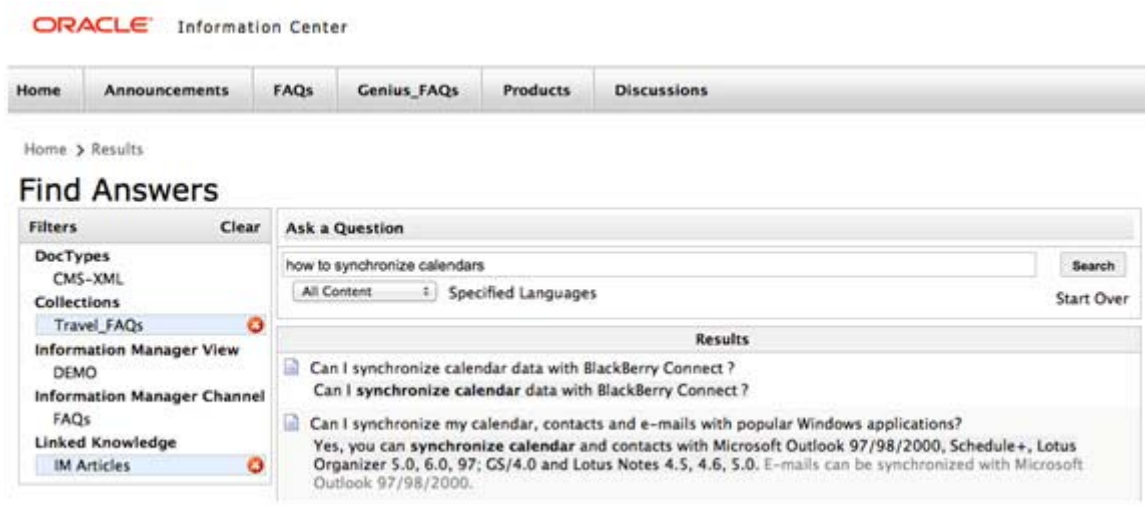 ORACLE Information Center
Home Announcements FAQs Genius_FAQs Products Discussions
Home > Results
Find Answers
Filters Clear
DocTypes
CMS-XML
Collections
Travel_FAQs
Information Manager View
DEMO
Information Manager Channel
FAQs
Linked Knowledge
IM Articles
Ask a Question
how to synchronize calendars
Search
All Content Specified Languages
Start Over
Results
Can I synchronize calendar data with BlackBerry Connect ?
Can I synchronize calendar data with BlackBerry Connect ?
Can I synchronize my calendar, contacts and e-mails with popular Windows applications?
Yes, you can synchronize calendar and contacts with Microsoft Outlook 97/98/2000, Schedule+, Lotus
Organizer 5.0, 6.0, 97; GS/4.0 and Lotus Notes 4.5, 4.6, 5.0. E-mails can be synchronized with Microsoft
Outlook 97/98/2000.